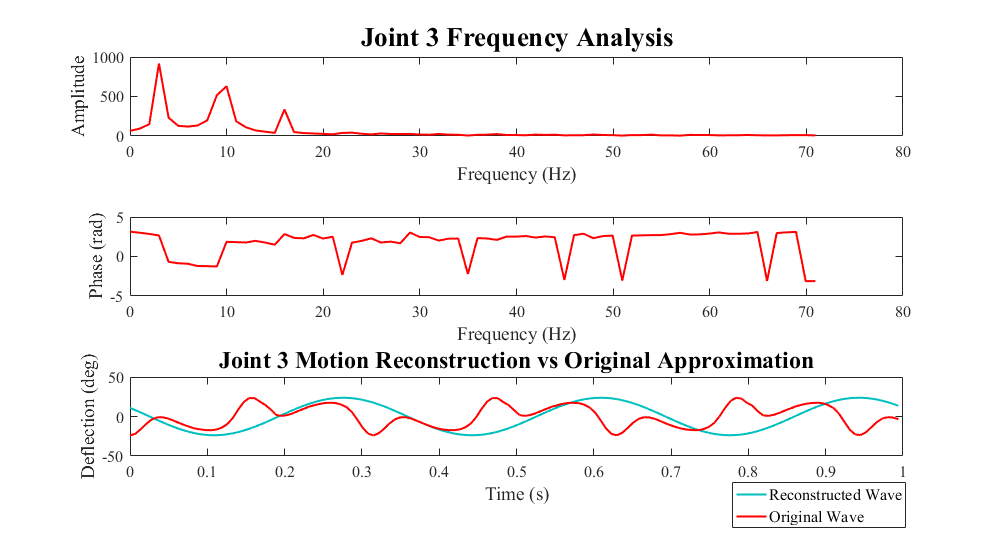 Joint 3 Frequency Analysis
Amplitude
1000
500
0
0 10 20 30 40 50 60 70 80
Frequency (Hz)
Phase (rad)
5
0
-5
0 10 20 30 40 50 60 70 80
Frequency (Hz)
Joint 3 Motion Reconstruction vs Original Approximation
Deflection (deg)
50
0
-50
0 0.1 0.2 0.3 0.4 0.5 0.6 0.7 0.8 0.9 1
Time (s)
Reconstructed Wave
Original Wave